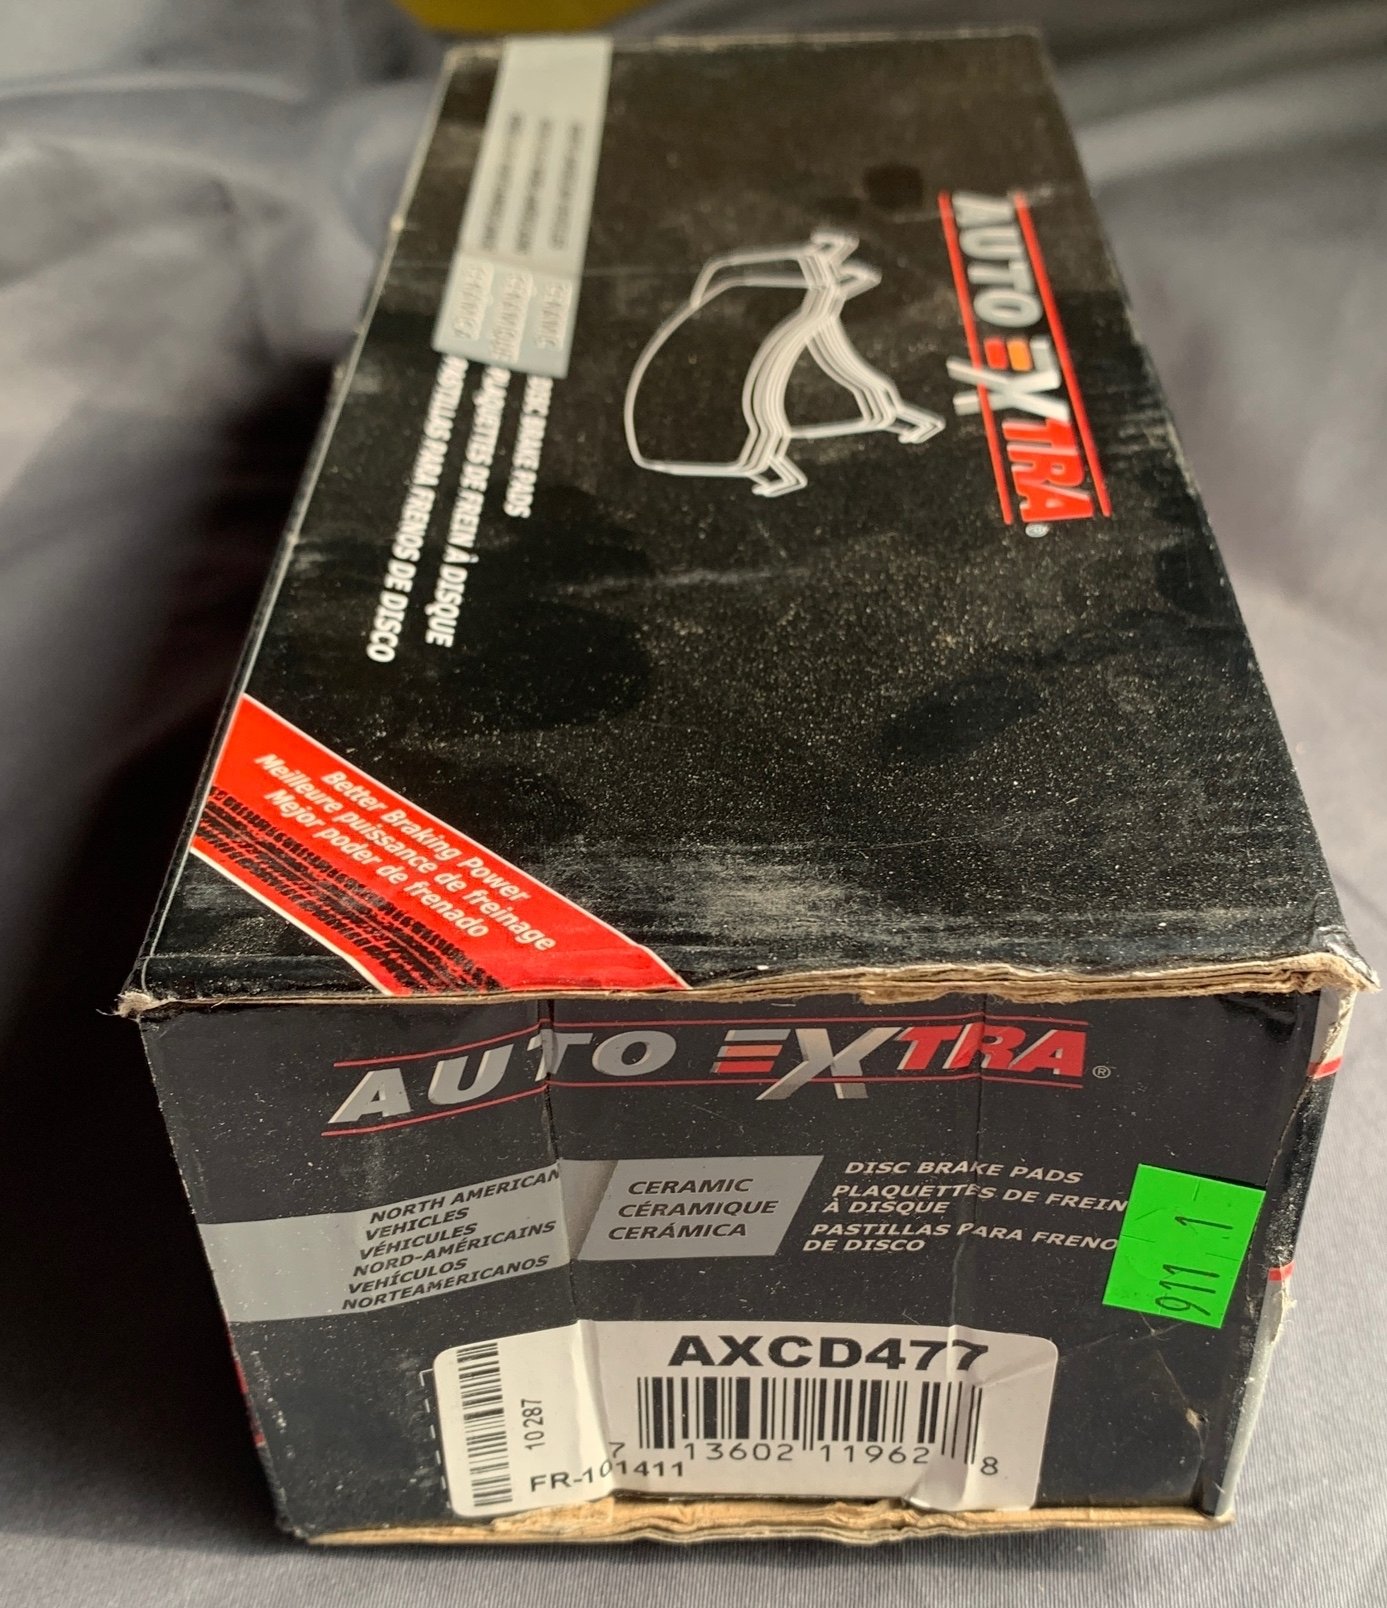 AUTO EXTRA®
CERAMIC
CÉRAMIQUE
CERÁMICA
DISC BRAKE PADS
PLAQUETTES DE FREIN À DISQUE
PASTILLAS PARA FRENOS DE DISCO
Better Braking Power
Meilleure puissance de freinage
Mejor poder de frenado
AUTO EXTRA®
NORTH AMERICAN
VEHICLES
VÉHICULES
NORD-AMÉRICAINS
VEHÍCULOS
NORTEAMERICANOS
CERAMIC
CÉRAMIQUE
CERÁMICA
DISC BRAKE PADS
PLAQUETTES DE FREIN
À DISQUE
PASTILLAS PARA FRENO
DE DISCO
911.1
AXCD477
10287
7 13602 11962 8
FR-101411